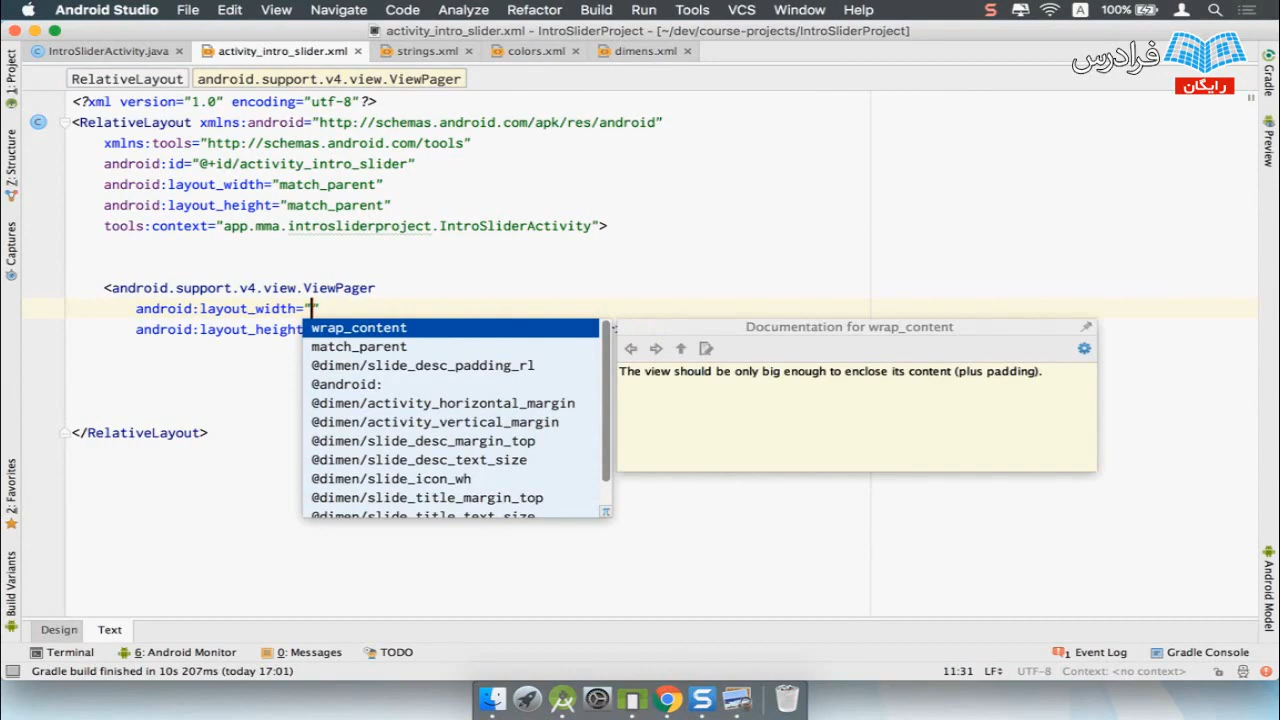 Android Studio File Edit View Navigate Code Analyze Refactor Build Run Tools VCS Window Help S A 100%
activity_intro_slider.xml - IntroSliderProject - [~/dev/course-projects/IntroSliderProject]
IntroSliderActivity.java activity_intro_slider.xml strings.xml colors.xml dimens.xml
فرادرس
رایگان
RelativeLayout android.support.v4.view.ViewPager
<?xml version="1.0" encoding="utf-8"?>
<RelativeLayout xmlns:android="http://schemas.android.com/apk/res/android"
xmlns:tools="http://schemas.android.com/tools"
android:id="@+id/activity_intro_slider"
android:layout_width="match_parent"
android:layout_height="match_parent"
tools:context="app.mma.introsliderproject.IntroSliderActivity">
<android.support.v4.view.ViewPager
android:layout_width=""
android:layout_height
wrap_content
match_parent
@dimen/slide_desc_padding_rl
@android:
@dimen/activity_horizontal_margin
@dimen/activity_vertical_margin
@dimen/slide_desc_margin_top
@dimen/slide_desc_text_size
@dimen/slide_icon_wh
@dimen/slide_title_margin_top
@dimen/slide_title_text_size
π
Documentation for wrap_content
The view should be only big enough to enclose its content (plus padding).
</RelativeLayout>
1: Project
Z: Structure
Captures
2: Favorites
Build Variants
Gradle
Preview
Android Model
Design Text
Terminal 6: Android Monitor 0: Messages TODO 1 Event Log Gradle Console
Gradle build finished in 10s 207ms (today 17:01) 11:31 LF÷ UTF-8 Context: <no context>
S